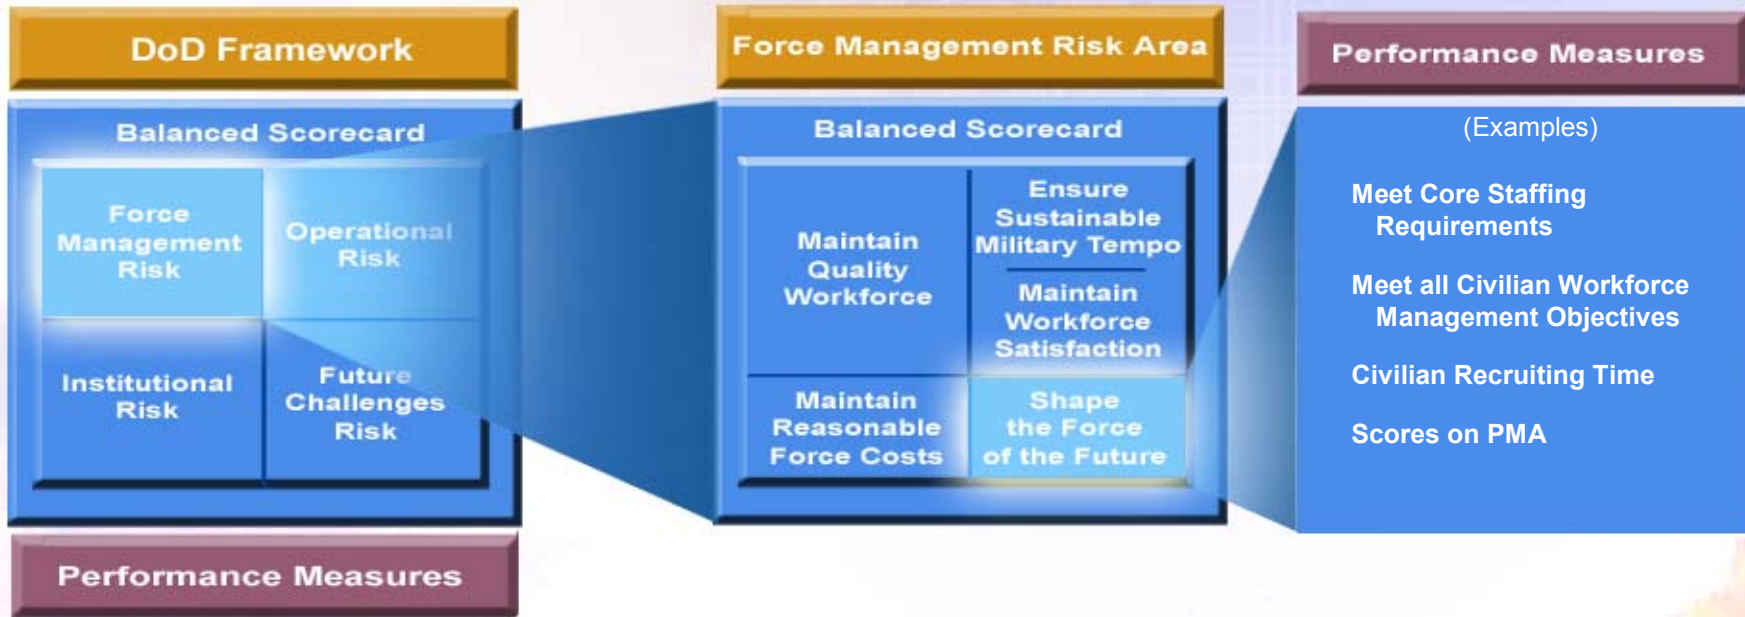 DoD Framework
Balanced Scorecard
Force
Management
Risk
Operational
Risk
Institutional
Risk
Future
Challenges
Risk
Performance Measures
Force Management Risk Area
Balanced Scorecard
Maintain
Quality
Workforce
Ensure
Sustainable
Military Tempo
Maintain
Workforce
Satisfaction
Maintain
Reasonable
Force Costs
Shape
the Force
of the Future
Performance Measures
(Examples)
Meet Core Staffing
Requirements
Meet all Civilian Workforce
Management Objectives
Civilian Recruiting Time
Scores on PMA